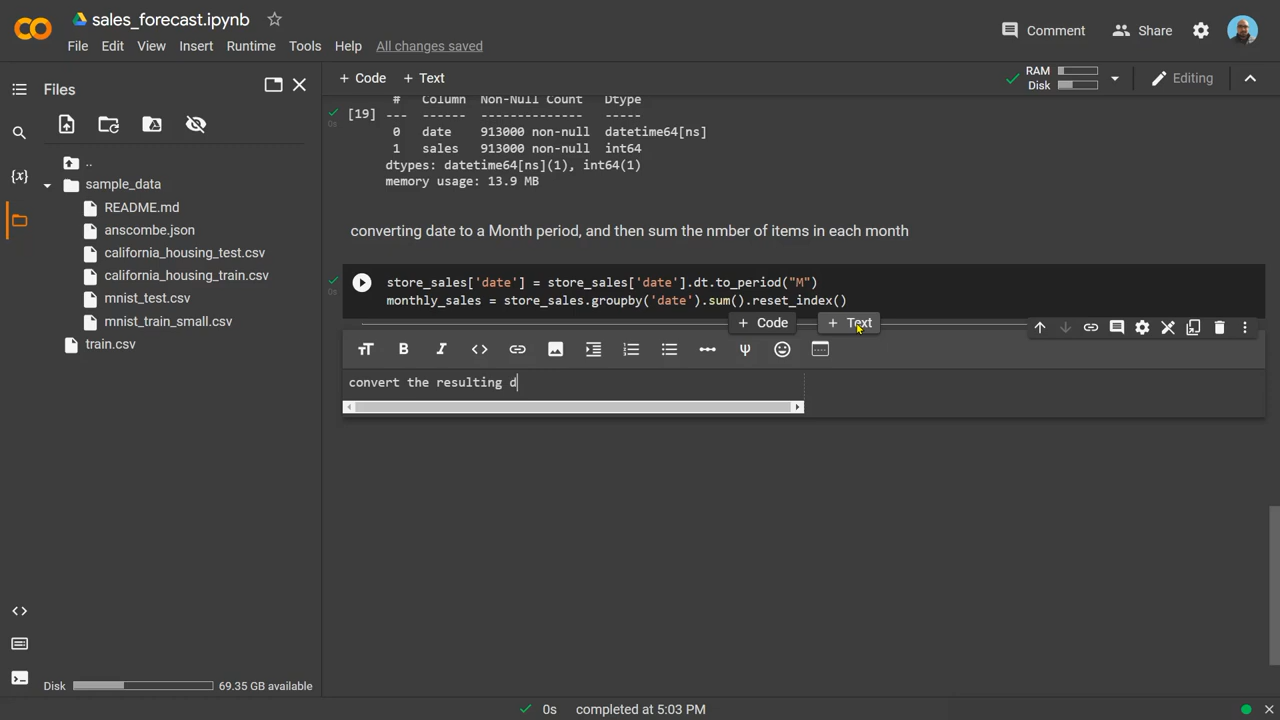 sales_forecast.ipynb
File Edit View Insert Runtime Tools Help All changes saved
Comment Share
Files
+ Code + Text
RAM
Disk
Editing
..
sample_data
README.md
anscombe.json
california_housing_test.csv
california_housing_train.csv
mnist_test.csv
mnist_train_small.csv
train.csv
{x}
[19] # Column Non-Null Count Dtype
--- ------ -------------- -----
0 date 913000 non-null datetime64[ns]
1 sales 913000 non-null int64
dtypes: datetime64[ns](1), int64(1)
memory usage: 13.9 MB
0s
converting date to a Month period, and then sum the nmber of items in each month
store_sales['date'] = store_sales['date'].dt.to_period("M")
monthly_sales = store_sales.groupby('date').sum().reset_index()
0s
+ Code + Text
convert the resulting d
Disk 69.35 GB available
0s completed at 5:03 PM